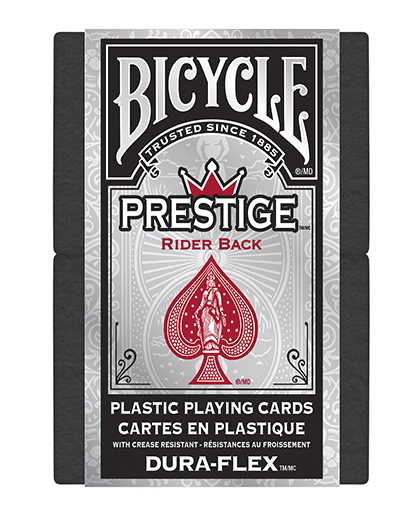 BICYCLE
TRUSTED SINCE 1885
®/MD
PRESTIGE TM/MC
RIDER BACK
®/MD
PLASTIC PLAYING CARDS
CARTES EN PLASTIQUE
WITH CREASE RESISTANT - RÉSISTANCES AU FROISSEMENT
DURA-FLEX TM/MC